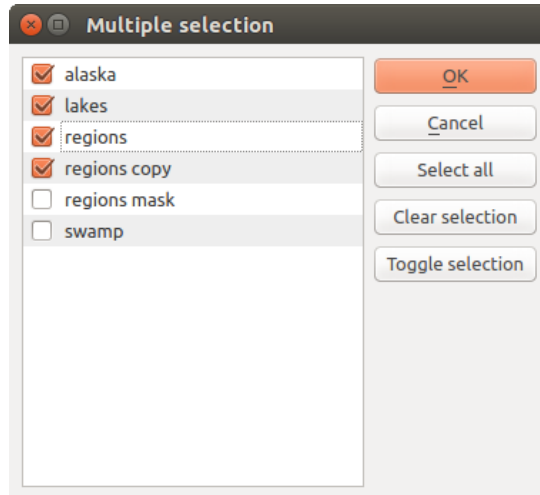 Multiple selection
alaska
lakes
regions
regions copy
regions mask
swamp
OK
Cancel
Select all
Clear selection
Toggle selection